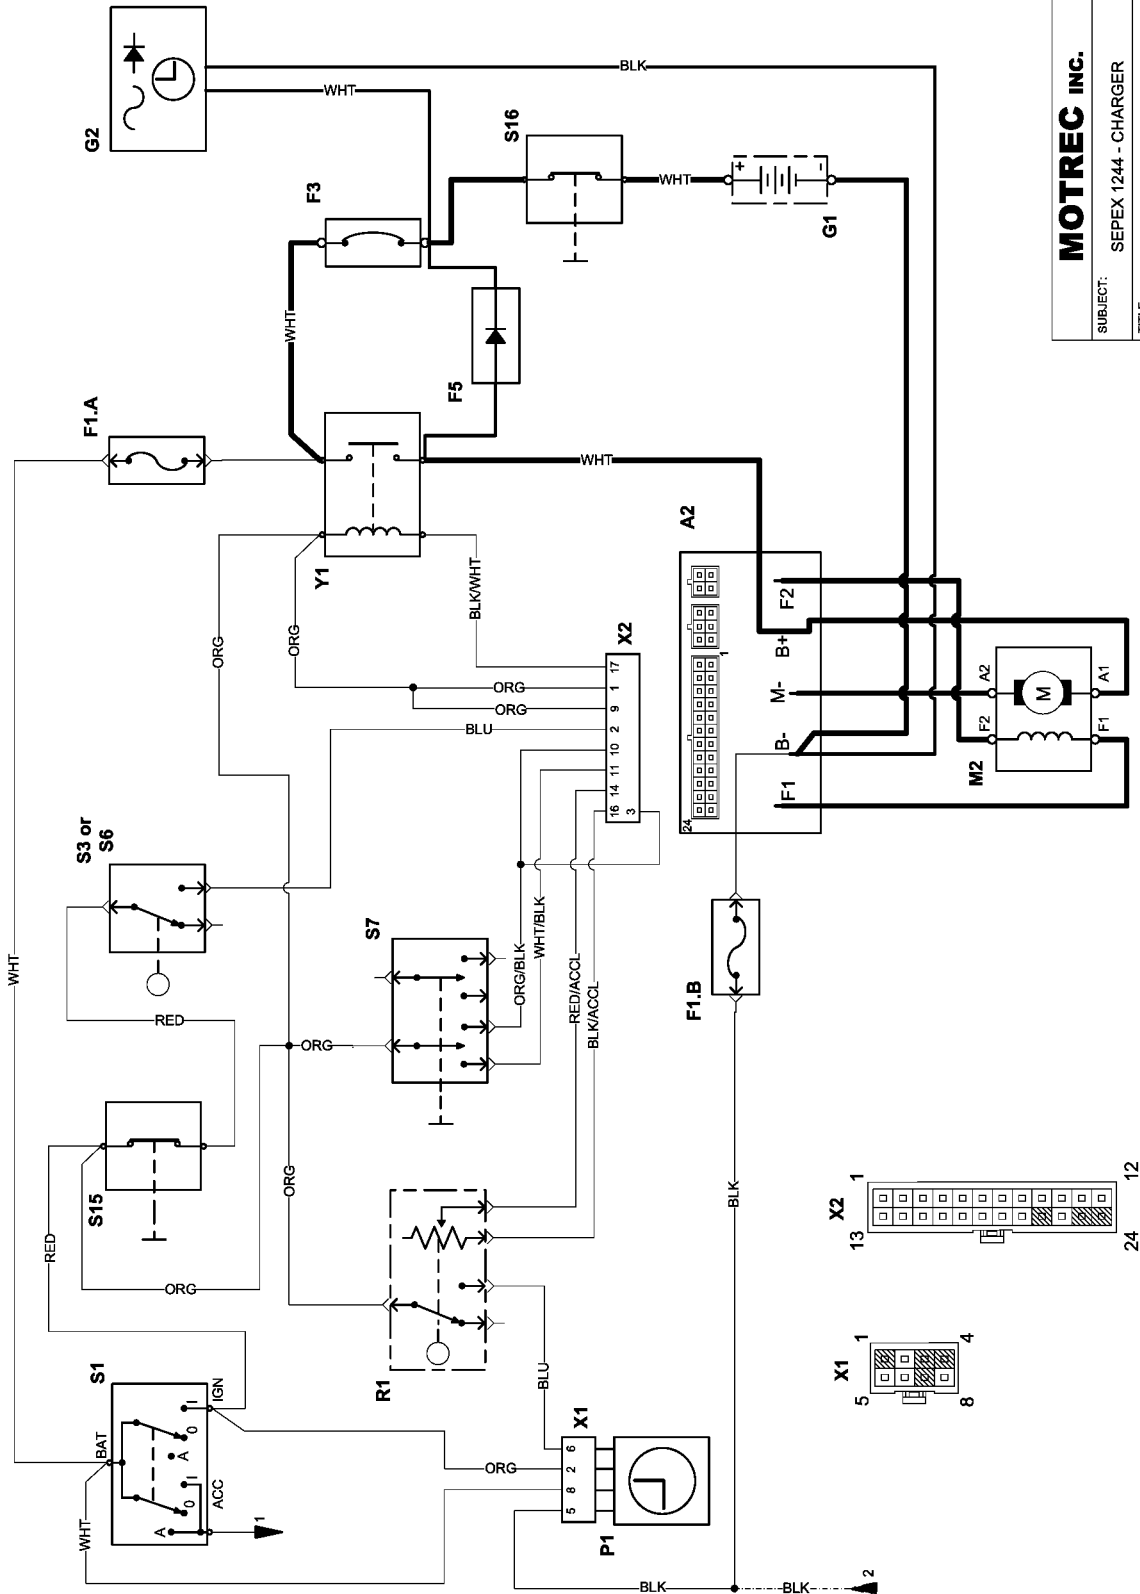 G2
BLK
WHT
S16
F3
WHT
+
-
G1
WHT
F5
F1.A
WHT
A2
Y1
ORG
ORG
BLK/WHT
X2
17
1
9
2
10
11
14
16
3
ORG
ORG
BLU
WHT
S3 or
S6
RED
S7
ORG
ORG/BLK
WHT/BLK
RED/ACCL
BLK/ACCL
1
24
F2
B+
M-
B-
F1
A2
A1
M
F2
F1
M2
F1.B
BLK
S15
RED
ORG
ORG
R1
BLU
S1
BAT
IGN
ACC
A
0
I
A
0
I
WHT
1
ORG
X1
6
2
8
5
P1
BLK
BLK
2
X1
1
4
5
8
X2
1
12
13
24
MOTREC INC.
SUBJECT:
SEPEX 1244 - CHARGER